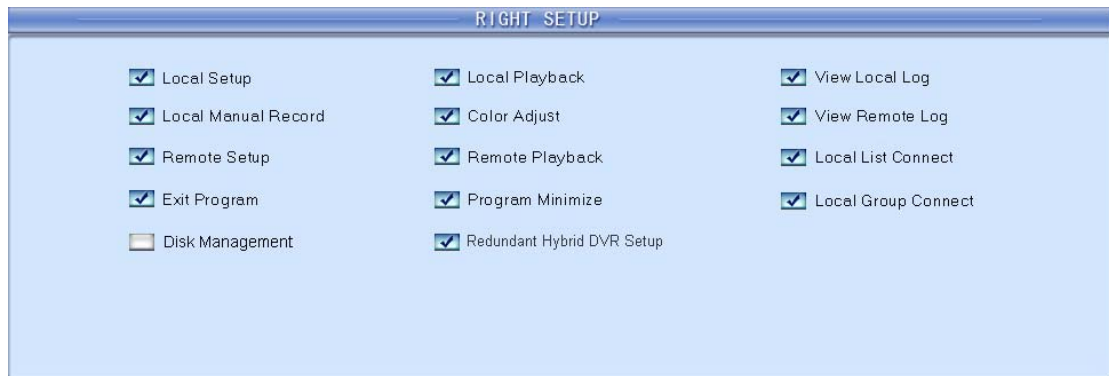 RIGHT SETUP
Local Setup Local Playback View Local Log
Local Manual Record Color Adjust View Remote Log
Remote Setup Remote Playback Local List Connect
Exit Program Program Minimize Local Group Connect
Disk Management Redundant Hybrid DVR Setup